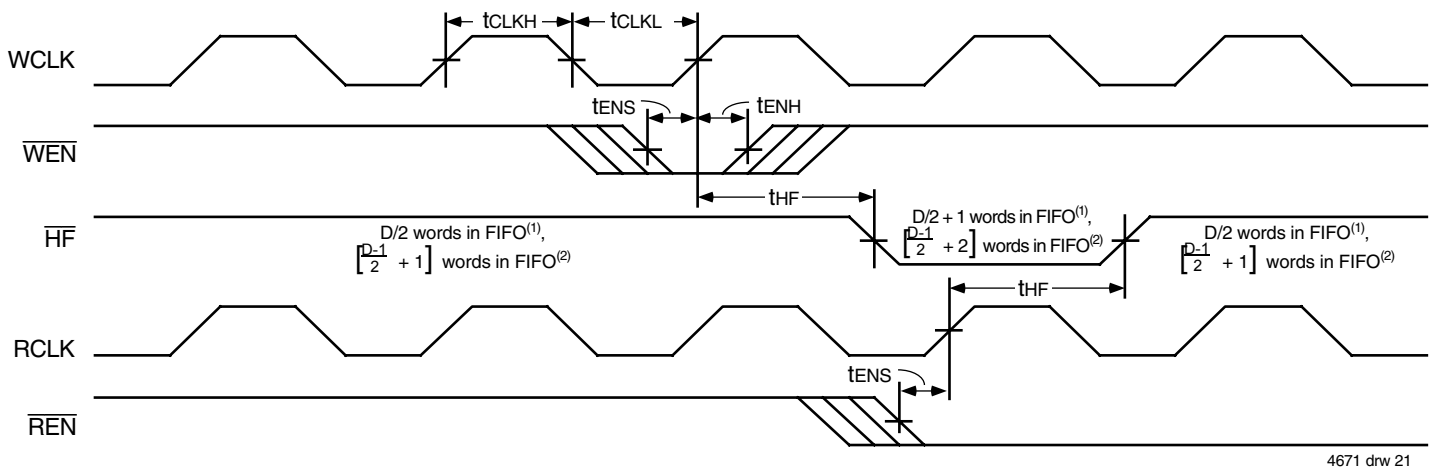 tCLKH tCLKL
WCLK
tENS tENH
WEN
tHF
HF
D/2 words in FIFO(1),
[D-1/2 + 1] words in FIFO(2)
D/2 + 1 words in FIFO(1),
[D-1/2 + 2] words in FIFO(2)
D/2 words in FIFO(1),
[D-1/2 + 1] words in FIFO(2)
tHF
RCLK
tENS
REN
4671 drw 21